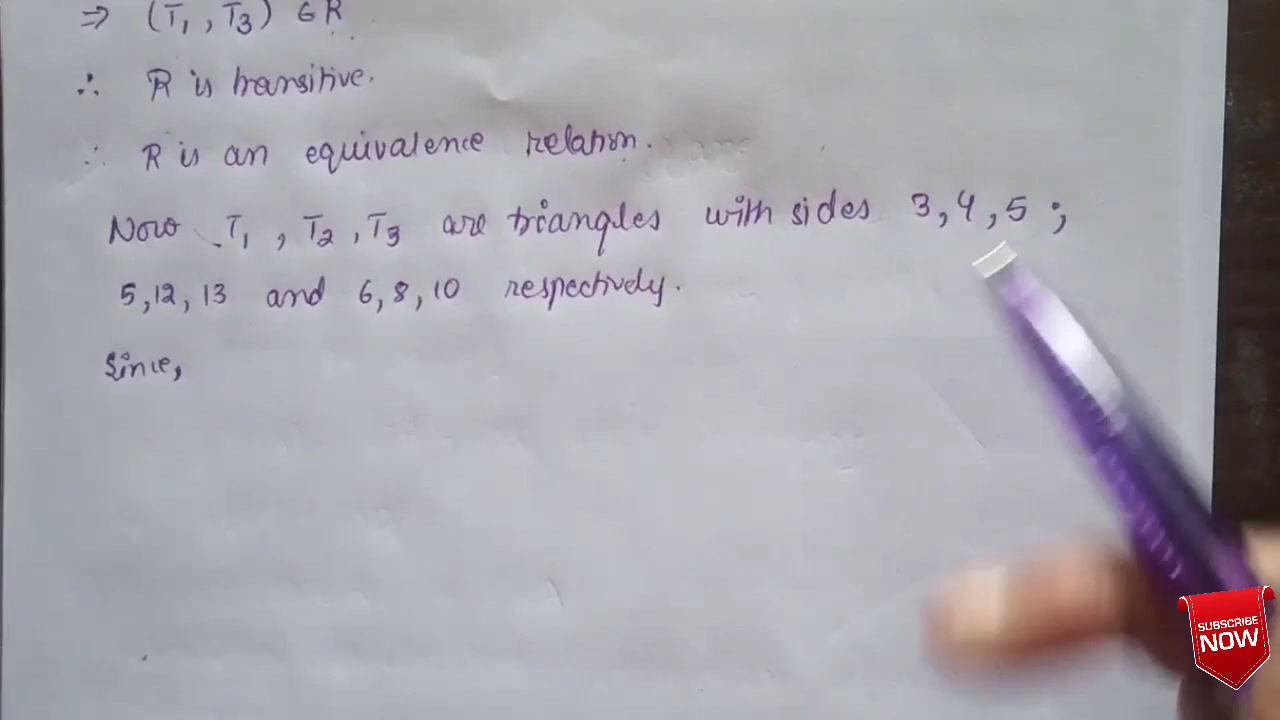 ⇒ (T₁, T₃) ∈ R
∴ R is transitive.
∴ R is an equivalence relation.
Now T₁, T₂, T₃ are triangles with sides 3, 4, 5 ;
5, 12, 13 and 6, 8, 10 respectively.
Since,
SUBSCRIBE
NOW